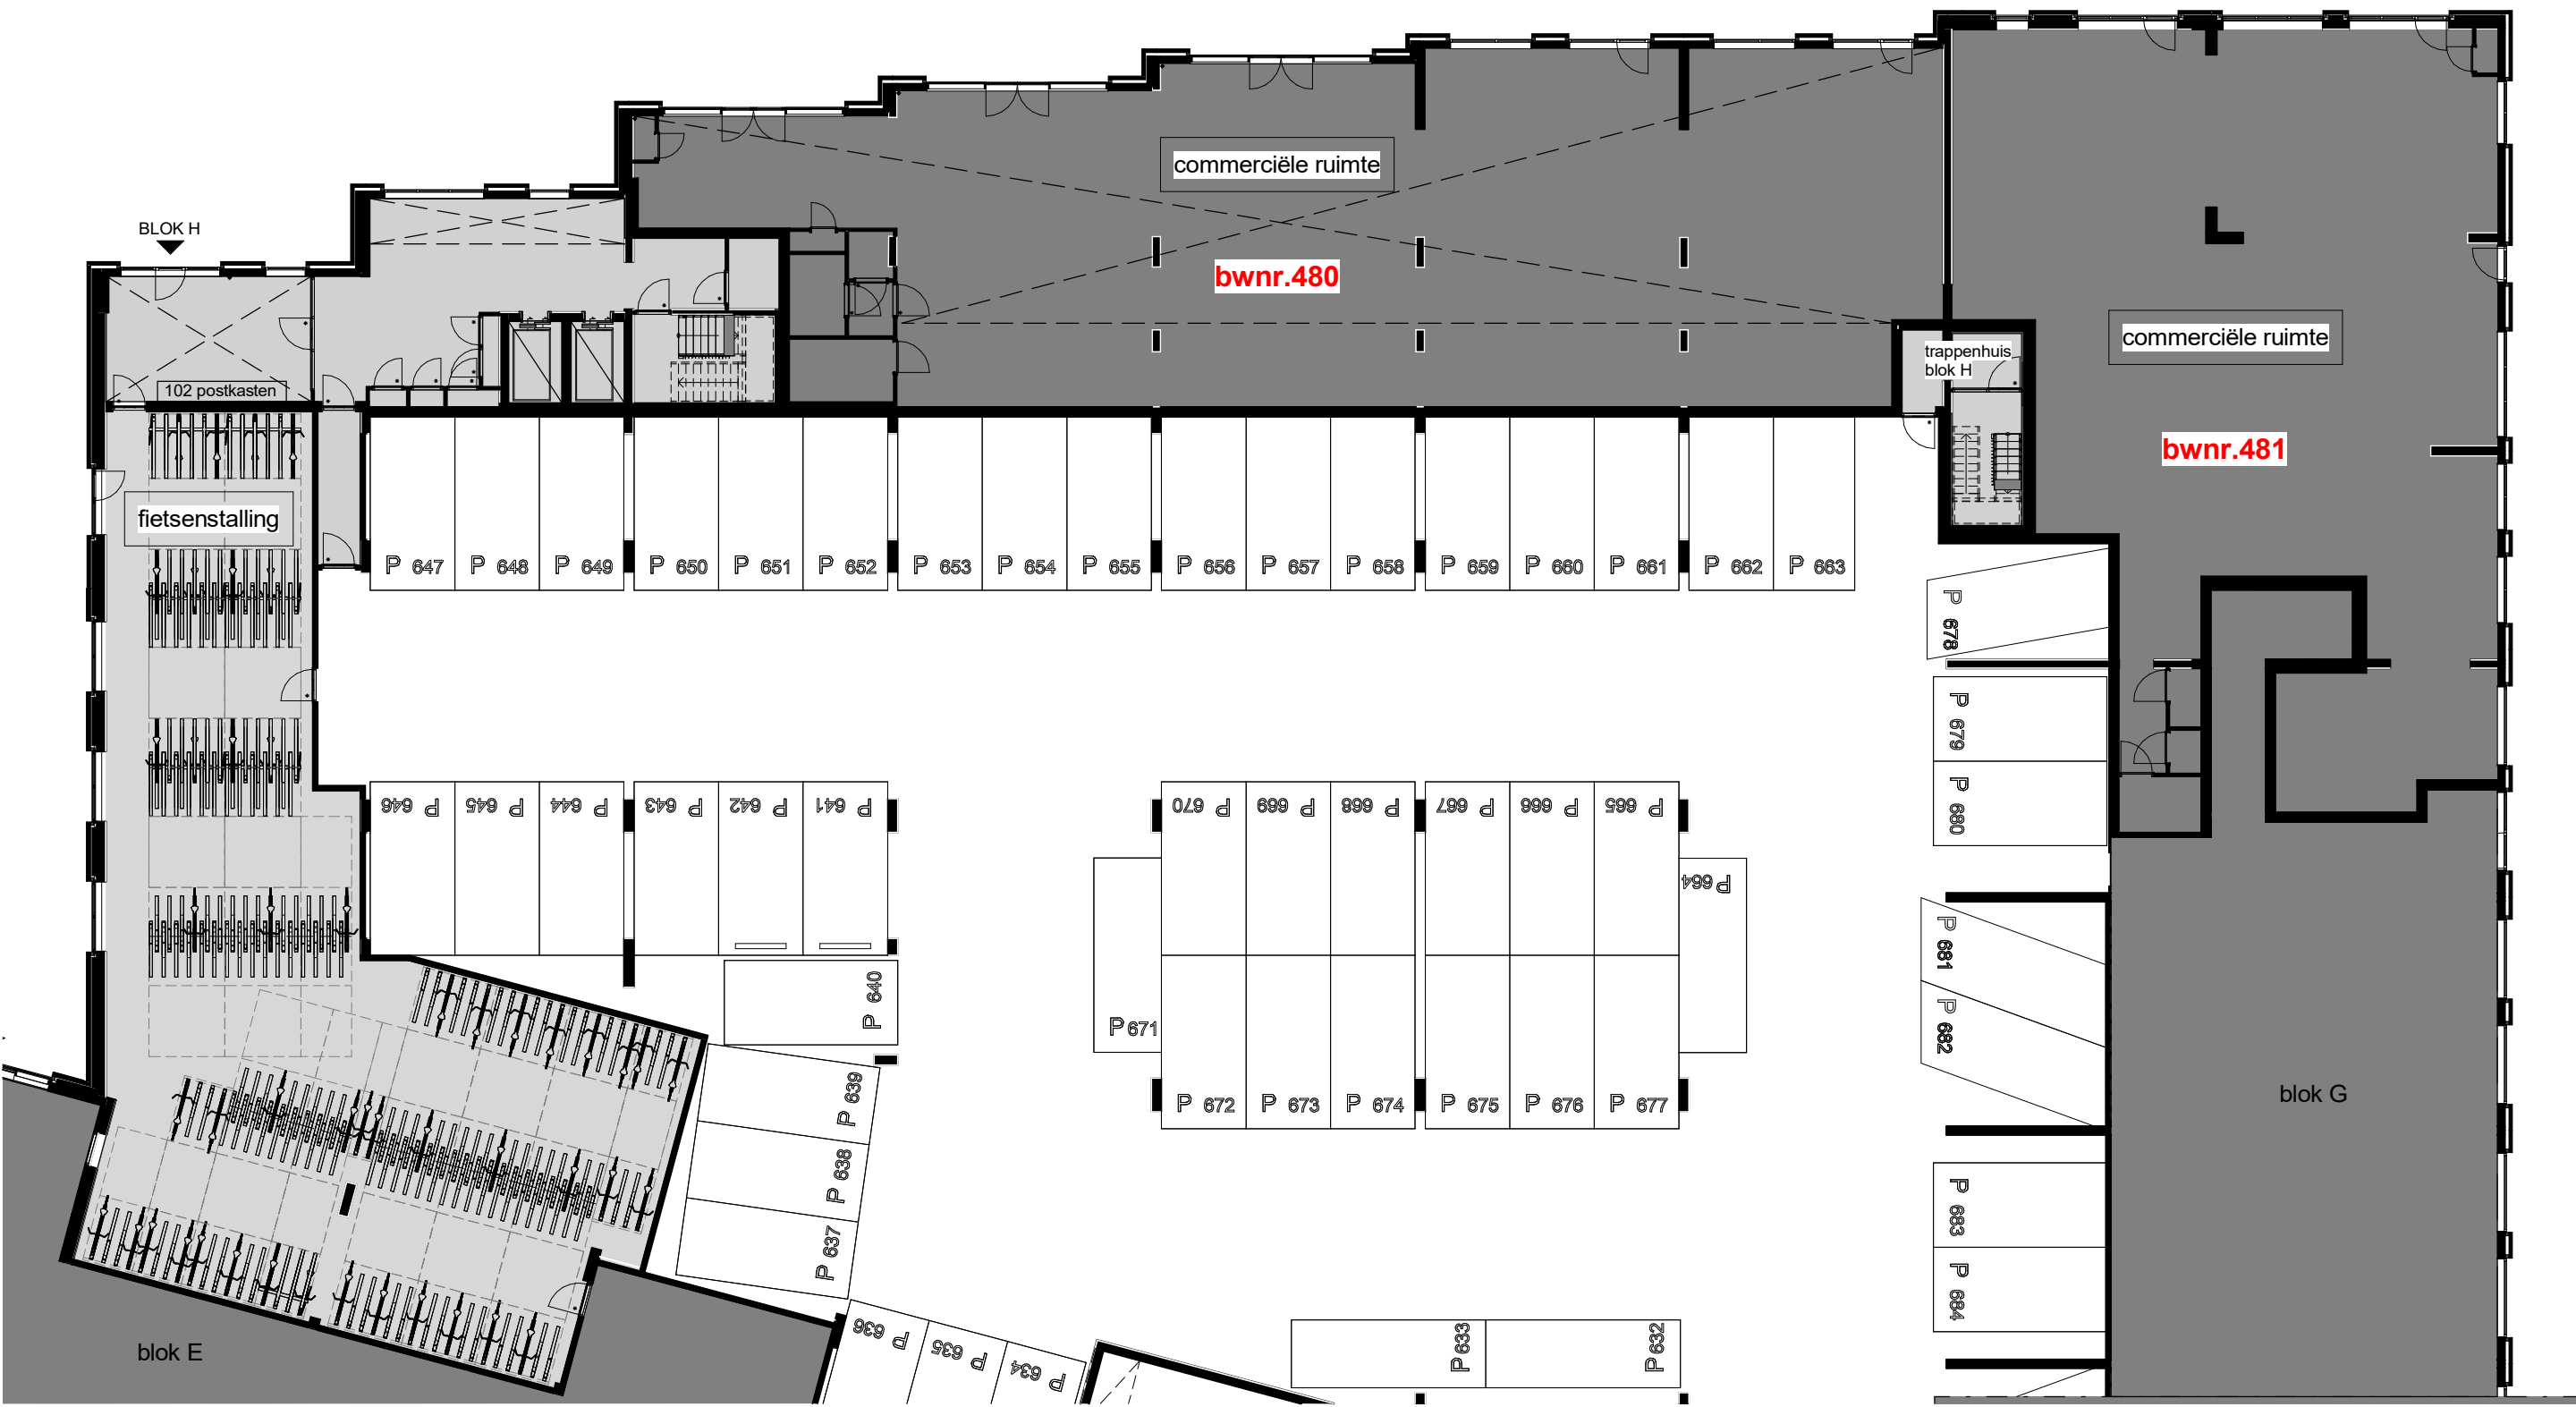 commerciële ruimte
BLOK H
bwnr.480
commerciële ruimte
trappenhuis
blok H
102 postkasten
bwnr.481
fietsenstalling
P 647
P 648
P 649
P 650
P 651
P 652
P 653
P 654
P 655
P 656
P 657
P 658
P 659
P 660
P 661
P 662
P 663
P 678
P 679
P 680
P 646
P 645
P 644
P 643
P 642
P 641
P 670
P 669
P 668
P 667
P 666
P 665
P 664
P 681
P 640
P 671
P 682
P 639
P 672
P 673
P 674
P 675
P 676
P 677
blok G
P 638
P 683
P 637
P 684
blok E
P 636
P 635
P 634
P 633
P 632